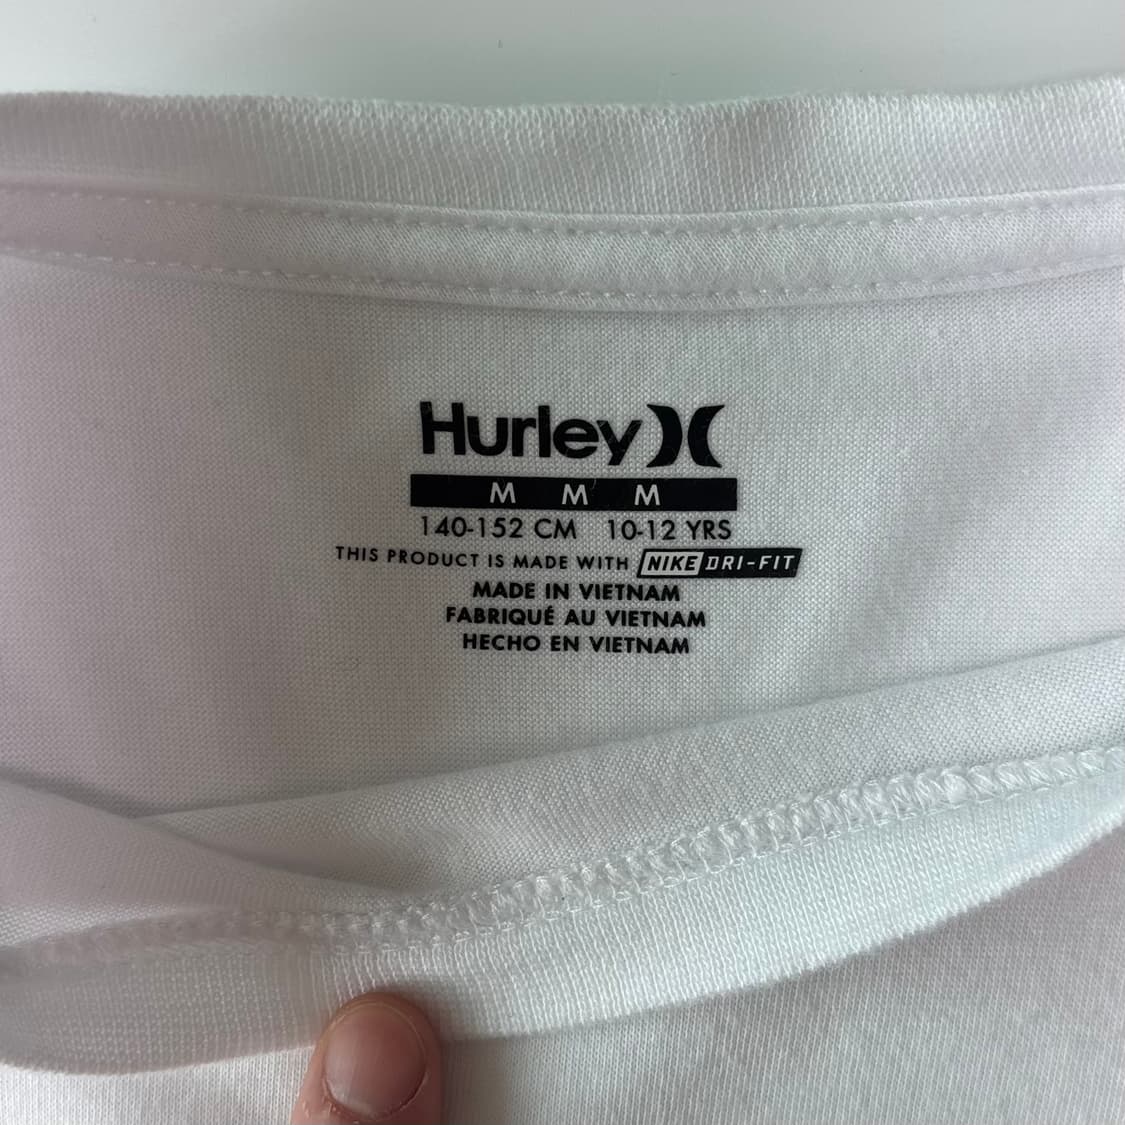 Hurley
M M M
140-152 CM 10-12 YRS
THIS PRODUCT IS MADE WITH NIKE DRI-FIT
MADE IN VIETNAM
FABRIQUÉ AU VIETNAM
HECHO EN VIETNAM